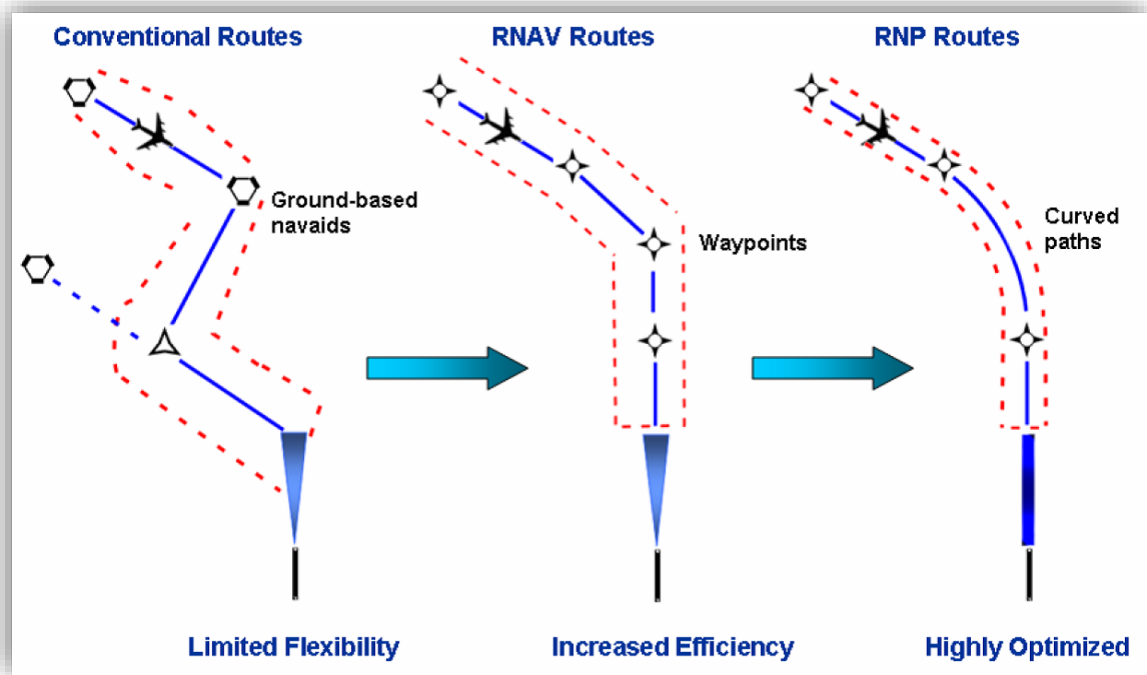 Conventional Routes
RNAV Routes
RNP Routes
Ground-based
navaids
Waypoints
Curved
paths
Limited Flexibility
Increased Efficiency
Highly Optimized